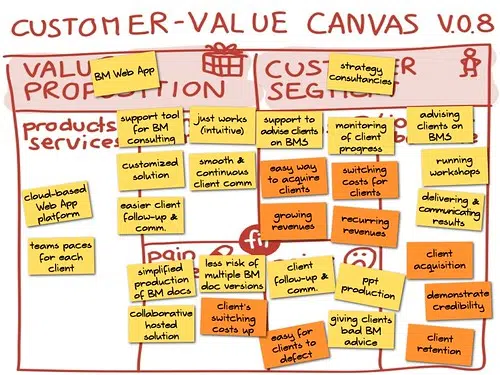 CUSTOMER-VALUE CANVAS V.0.8
VALU
PROPOSITION
BM Web App
CUSTOMER
SEGM
strategy
consultancies
products
services
support tool
for BM
consulting
just works
(intuitive)
support to
advise clients
on BMS
monitoring
of client
progress
advising
clients on
BMS
customized
solution
smooth &
continuous
client comm
easy way to
acquire
clients
switching
costs for
clients
running
workshops
cloud-based
Web App
platform
easier client
follow-up &
comm.
growing
revenues
recurring
revenues
delivering &
communicating
results
teams paces
for each
client
fit
pain
simplified
production
of BM docs
less risk of
multiple BM
doc versions
client
follow-up &
comm.
ppt
production
client
acquisition
collaborative
hosted
solution
client's
switching
costs up
easy for
clients to
defect
giving clients
bad BM
advice
demonstrate
credibility
client
retention